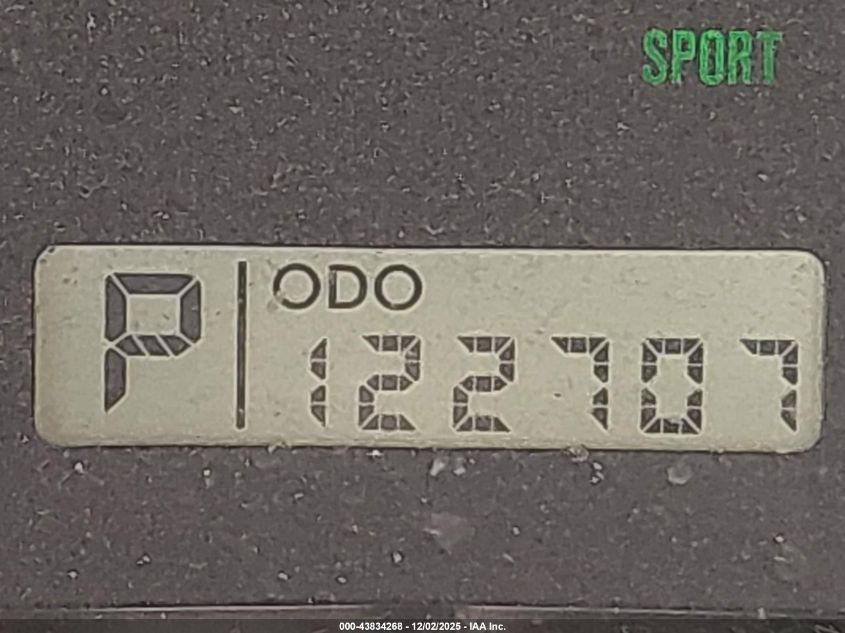 SPORT
P ODO
122707
000-43834268 - 12/02/2025 - IAA Inc.